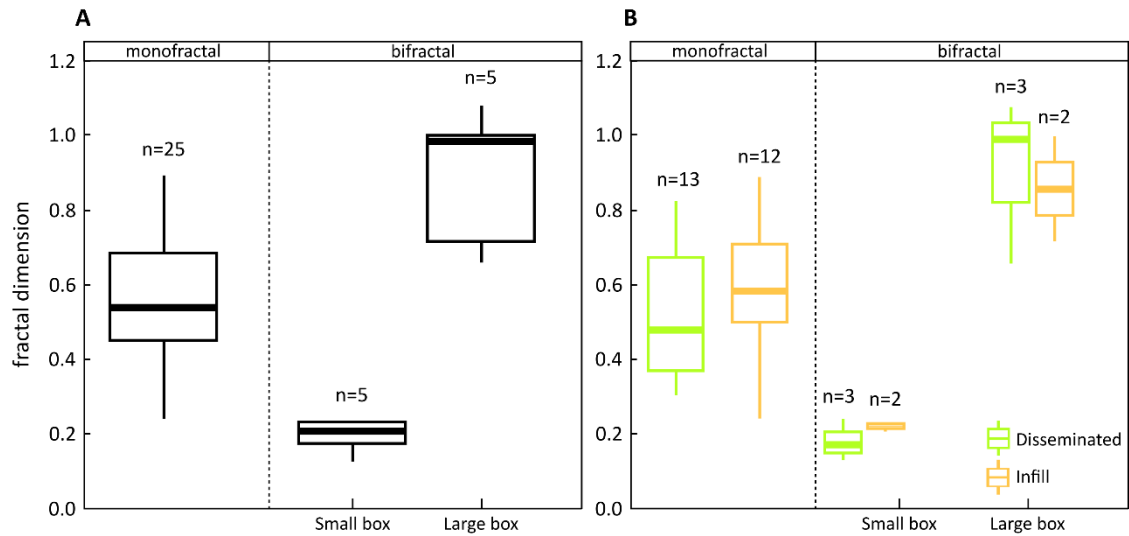 A
B
monofractal
bifractal
monofractal
bifractal
fractal dimension
1.2
1.0
0.8
0.6
0.4
0.2
0.0
n=25
n=5
n=5
Small box
Large box
1.2
1.0
0.8
0.6
0.4
0.2
0.0
n=13
n=12
n=3
n=2
n=3
n=2
Disseminated
Infill
Small box
Large box